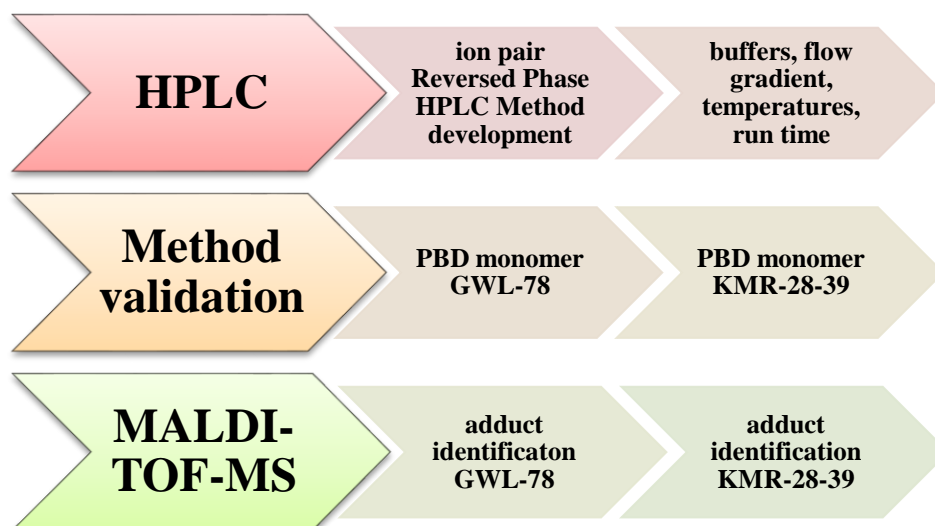 HPLC
ion pair
Reversed Phase
HPLC Method
development
buffers, flow
gradient,
temperatures,
run time
Method
validation
PBD monomer
GWL-78
PBD monomer
KMR-28-39
MALDI-
TOF-MS
adduct
identificaton
GWL-78
adduct
identification
KMR-28-39